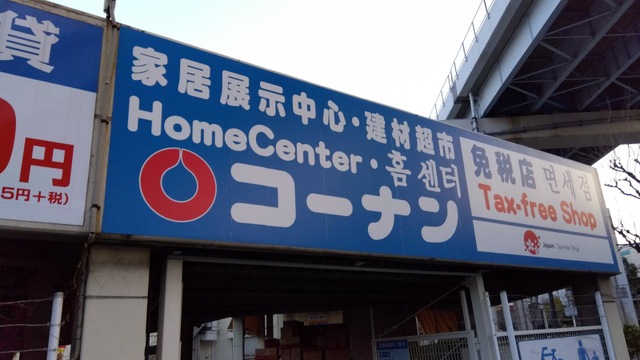 貸
0円
5円+税)
家居展示中心・建材超市
HomeCenter・홈센터
コーナン
免税店 면세점
Tax-free Shop
Japan. Tax-free Shop